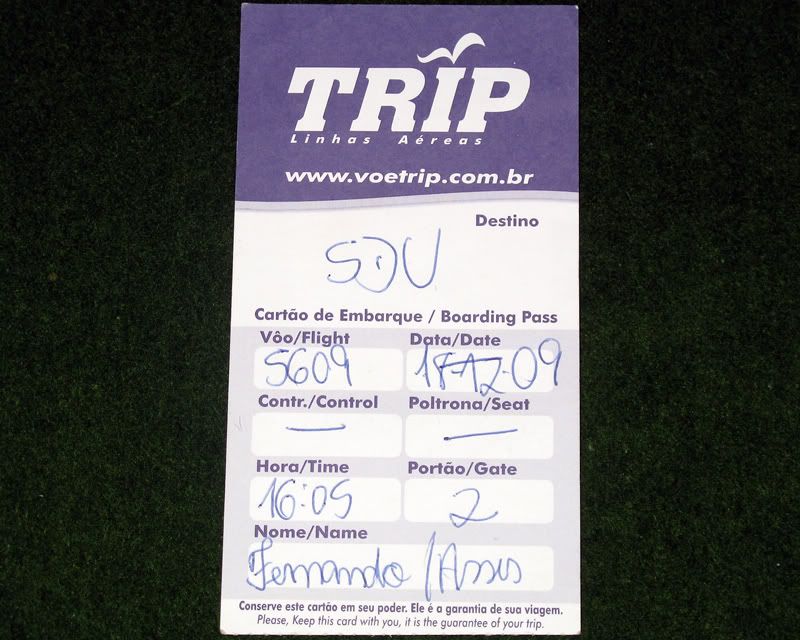 TRIP
Linhas Aéreas
www.voetrip.com.br
Destino
SDU
Cartão de Embarque / Boarding Pass
Vôo/Flight Data/Date
5609 17-12-09
Contr./Control Poltrona/Seat
— —
Hora/Time Portão/Gate
16:05 2
Nome/Name
Fernando / Assis
Conserve este cartão em seu poder. Ele é a garantia de sua viagem.
Please, Keep this card with you, it is the guarantee of your trip.